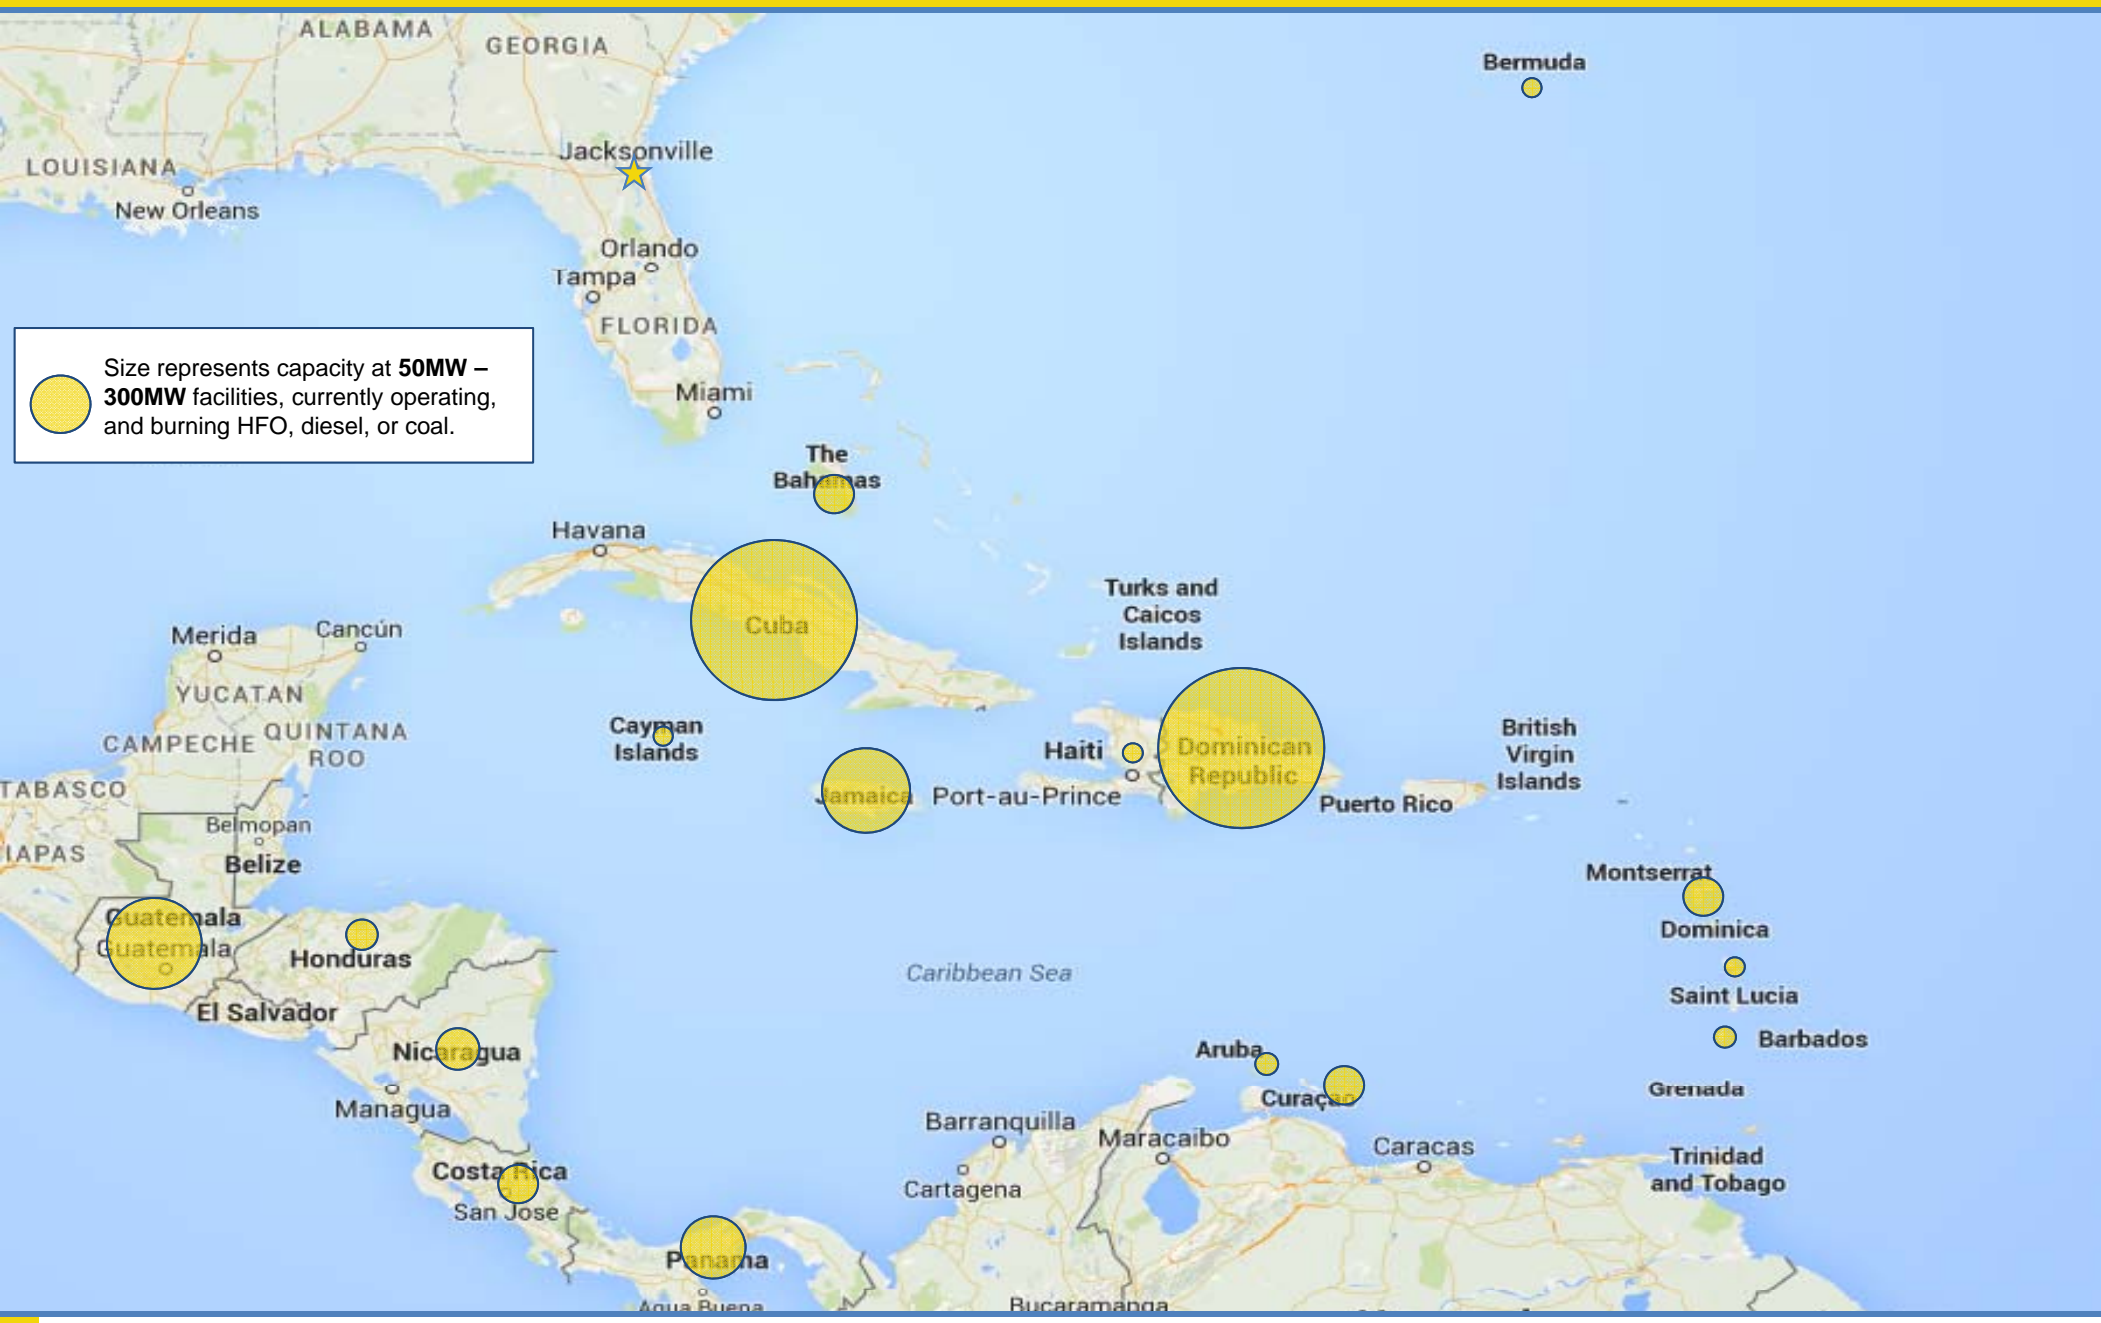 ALABAMA
GEORGIA
Bermuda
Jacksonville
LOUISIANA
New Orleans
Orlando
Tampa
FLORIDA
Size represents capacity at 50MW –
300MW facilities, currently operating,
and burning HFO, diesel, or coal.
Miami
The
Bahamas
Havana
Turks and
Caicos
Islands
Cuba
Merida
Cancún
YUCATAN
QUINTANA
ROO
CAMPECHE
Cayman
Islands
Haiti
Dominican
Republic
British
Virgin
Islands
TABASCO
Jamaica
Port-au-Prince
Puerto Rico
Belmopan
IAPAS
Belize
Montserrat
Guatemala
Guatemala
Honduras
Dominica
Caribbean Sea
El Salvador
Saint Lucia
Nicaragua
Aruba
Barbados
Managua
Curaçao
Grenada
Barranquilla
Maracaibo
Caracas
Costa Rica
Cartagena
Trinidad
and Tobago
San Jose
Panama
Agua Buena
Bucaramanga